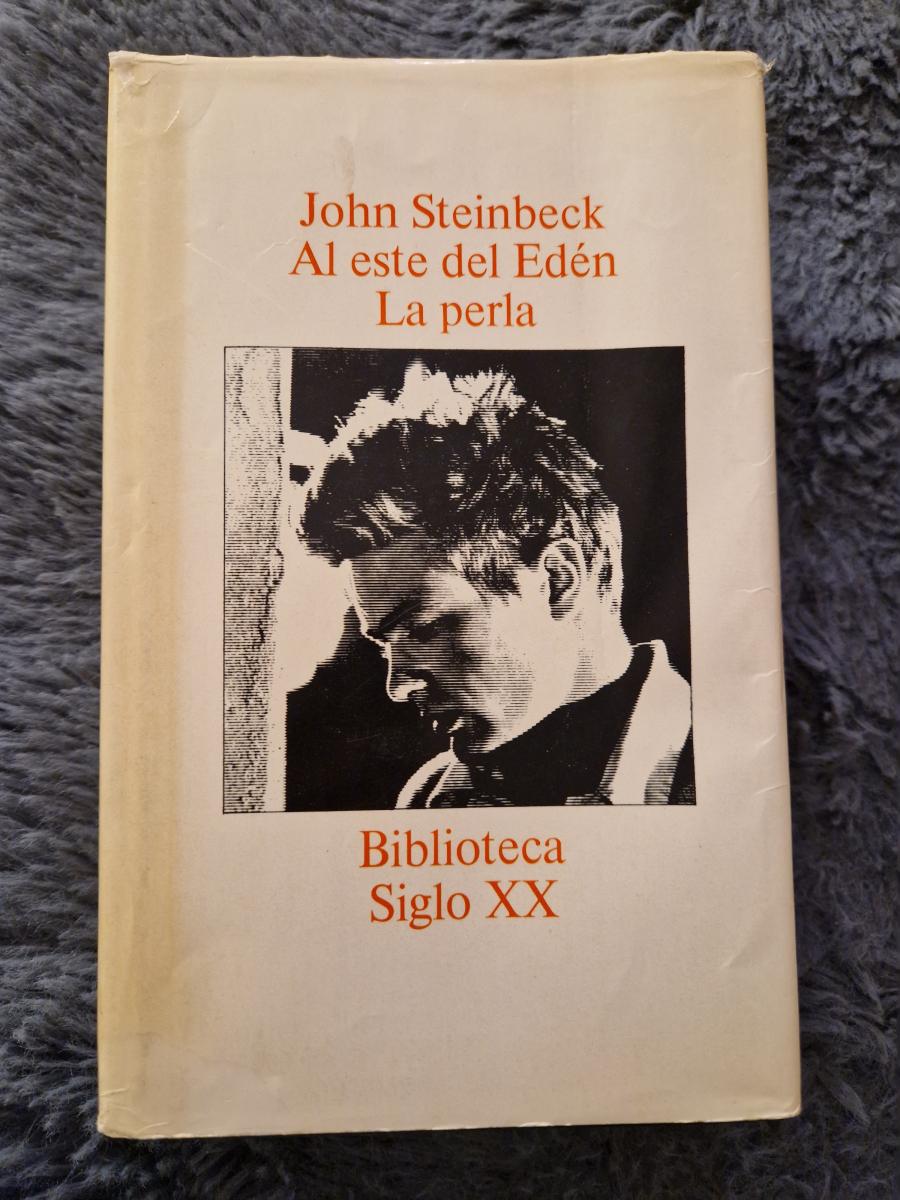 John Steinbeck
Al este del Edén
La perla
Biblioteca
Siglo XX